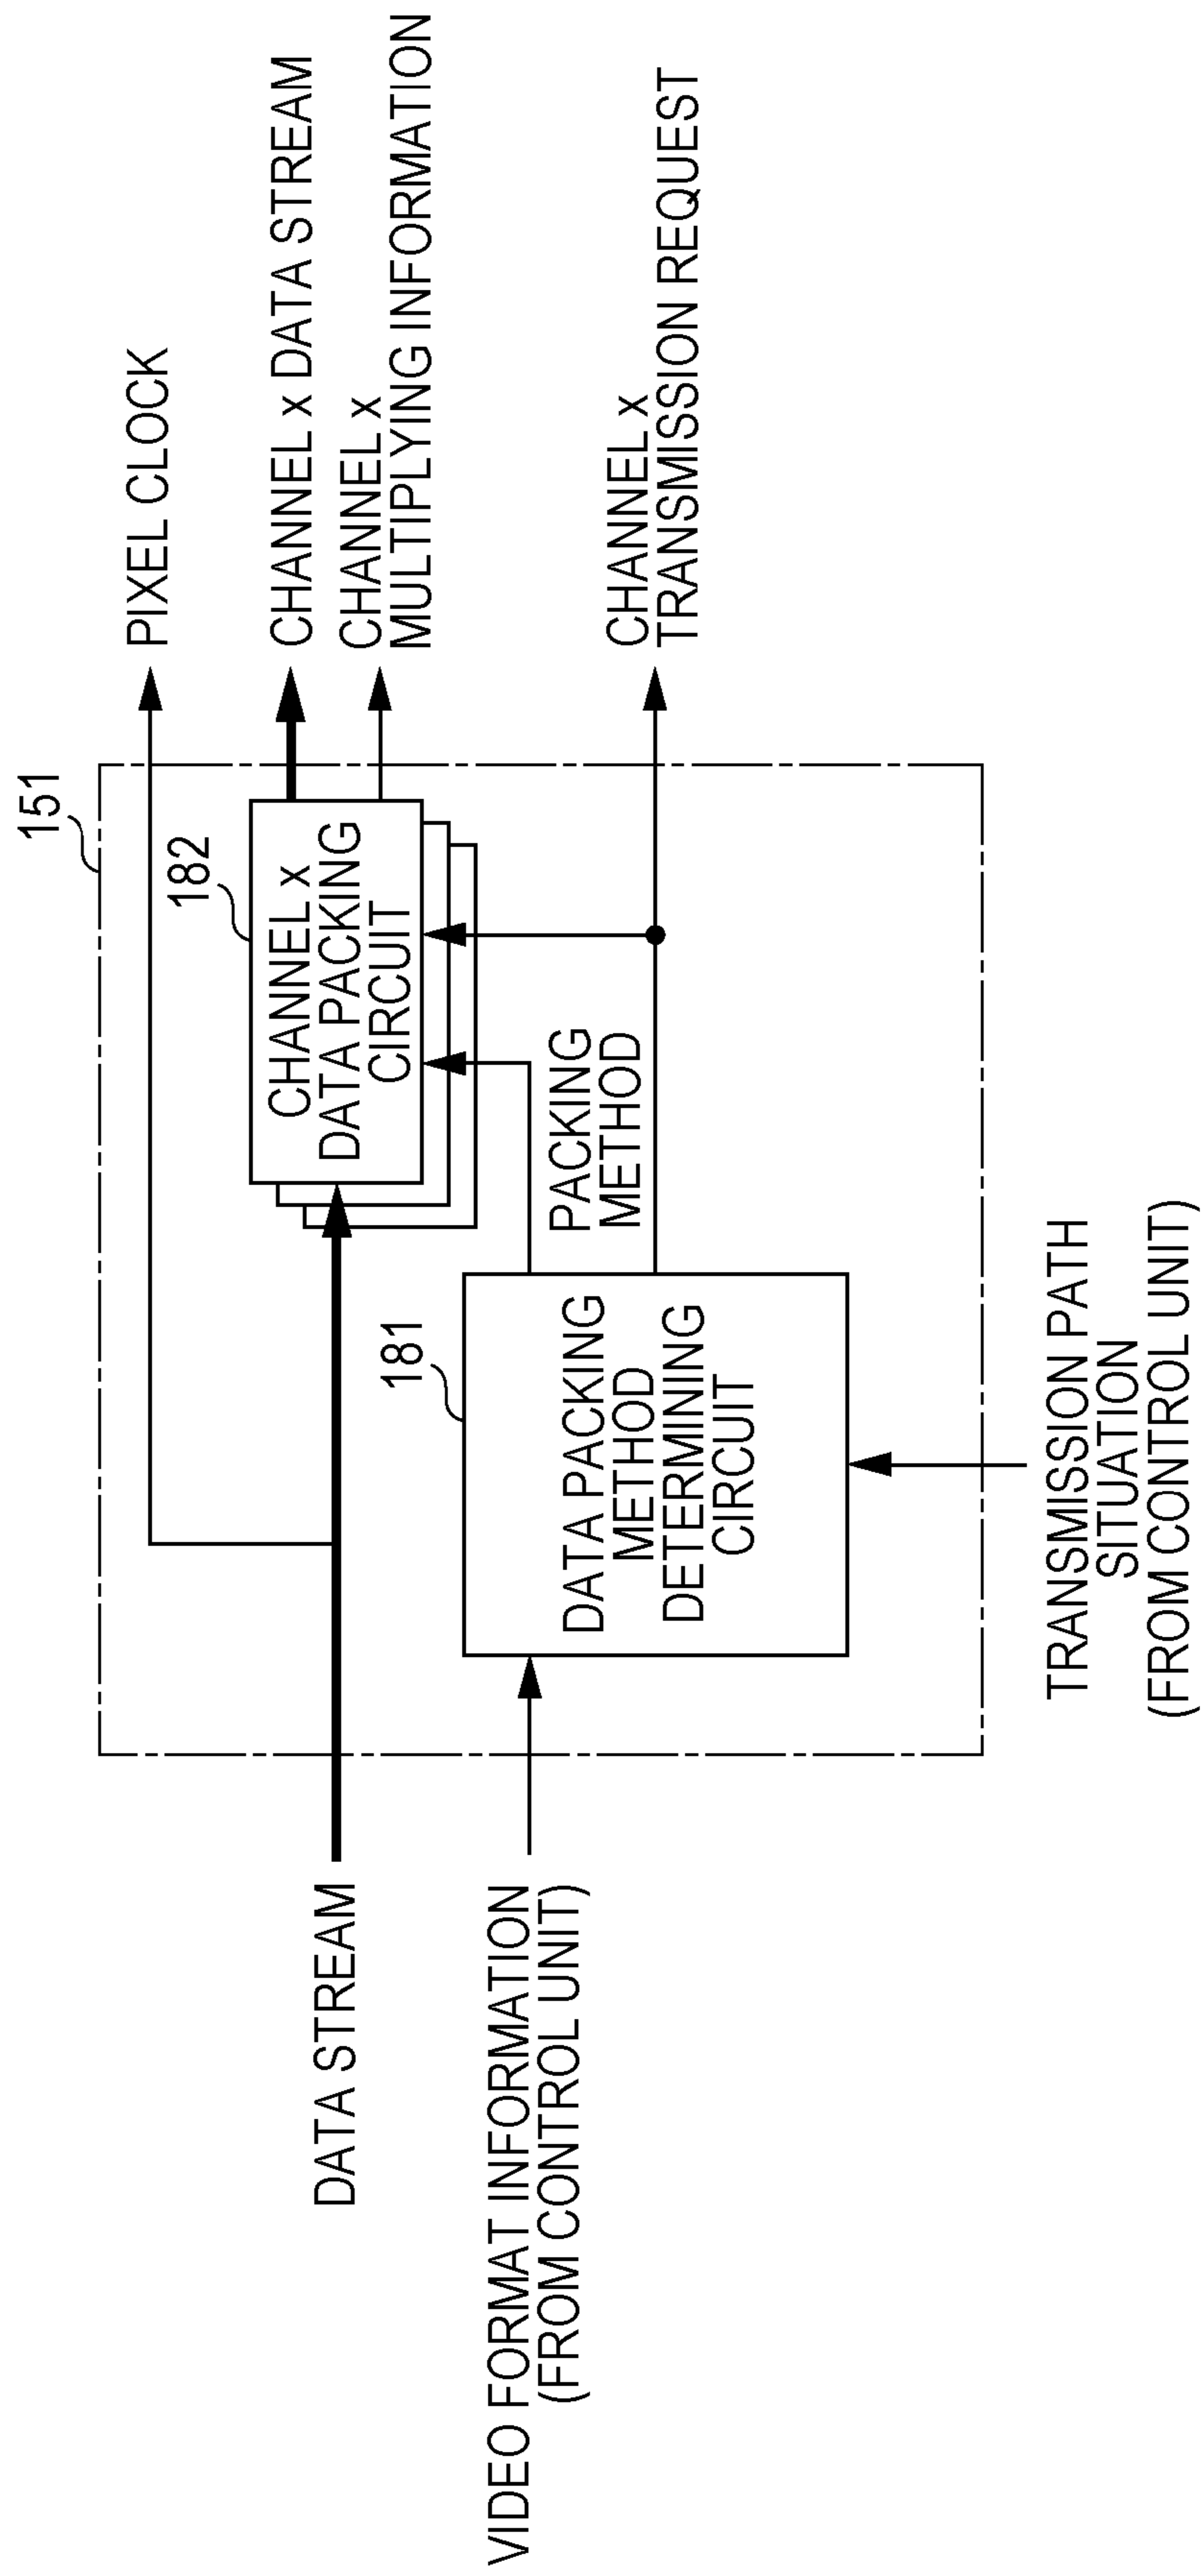 151
PIXEL CLOCK
182
CHANNEL x
DATA PACKING
CIRCUIT
CHANNEL x DATA STREAM
CHANNEL x
MULTIPLYING INFORMATION
DATA STREAM
181
DATA PACKING
METHOD
DETERMINING
CIRCUIT
PACKING
METHOD
CHANNEL x
TRANSMISSION REQUEST
VIDEO FORMAT INFORMATION
(FROM CONTROL UNIT)
TRANSMISSION PATH
SITUATION
(FROM CONTROL UNIT)